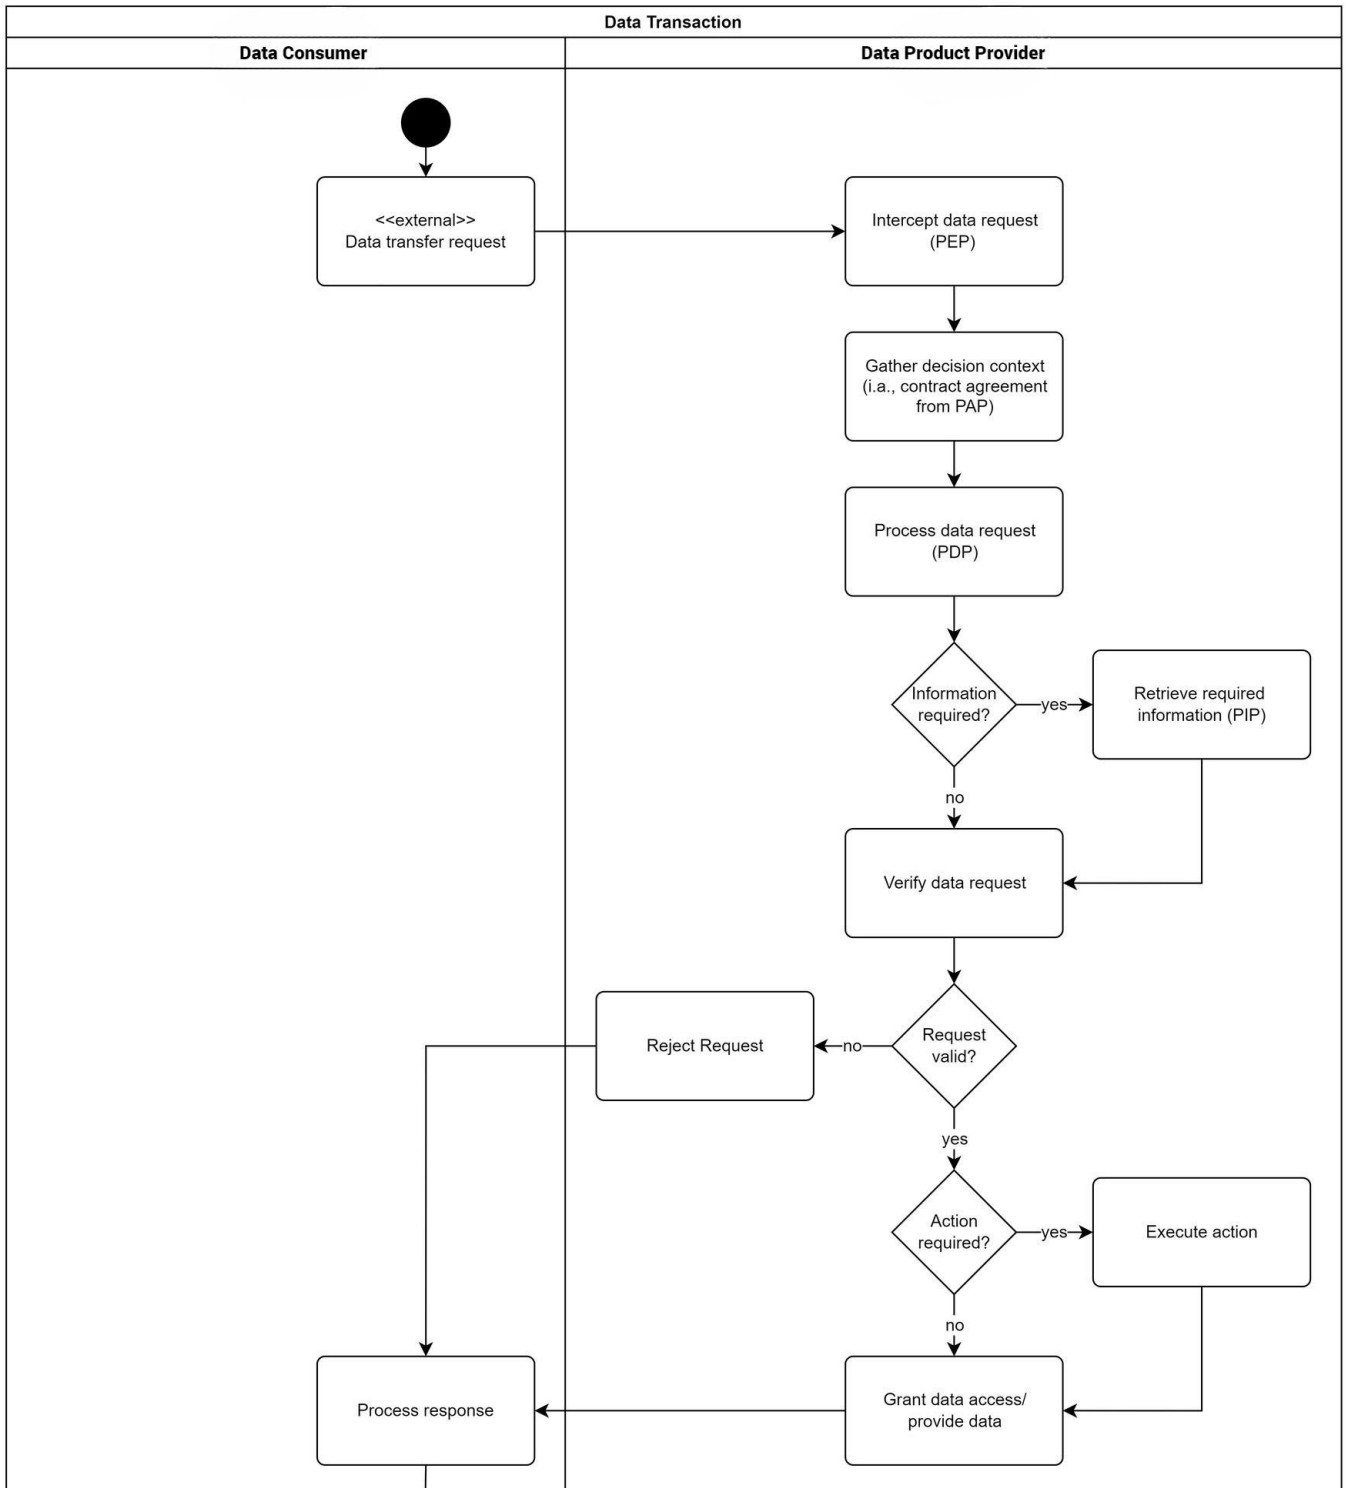 Data Transaction
Data Consumer
Data Product Provider
<<external>>
Data transfer request
Intercept data request
(PEP)
Gather decision context
(i.a., contract agreement
from PAP)
Process data request
(PDP)
Information
required?
yes
Retrieve required
information (PIP)
no
Verify data request
Request
valid?
no
Reject Request
yes
Action
required?
yes
Execute action
no
Grant data access/
provide data
Process response